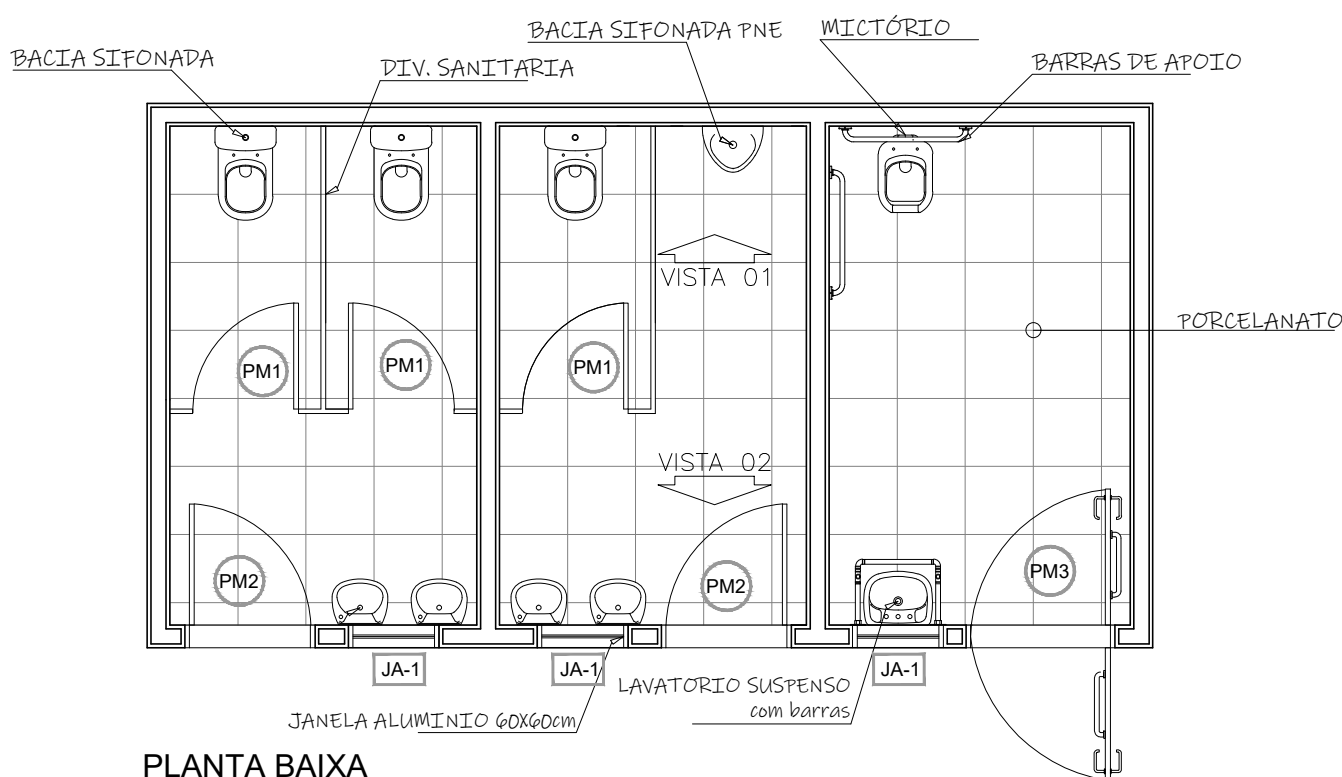 BACIA SIFONADA
DIV. SANITARIA
BACIA SIFONADA PNE
MICTÓRIO
BARRAS DE APOIO
VISTA 01
PORCELANATO
PM1
PM1
PM1
VISTA 02
PM2
PM2
PM3
JA-1
JA-1
JA-1
LAVATORIO SUSPENSO
com barras
JANELA ALUMINIO 60X60cm
PLANTA BAIXA